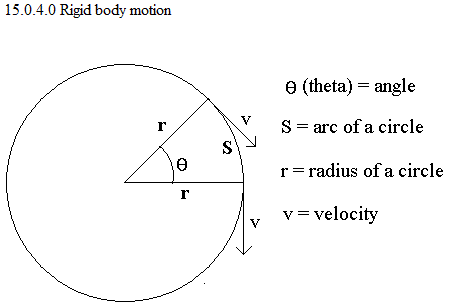 15.0.4.0 Rigid body motion
θ (theta) = angle
v
r
S
S = arc of a circle
θ
r = radius of a circle
r
v
v = velocity